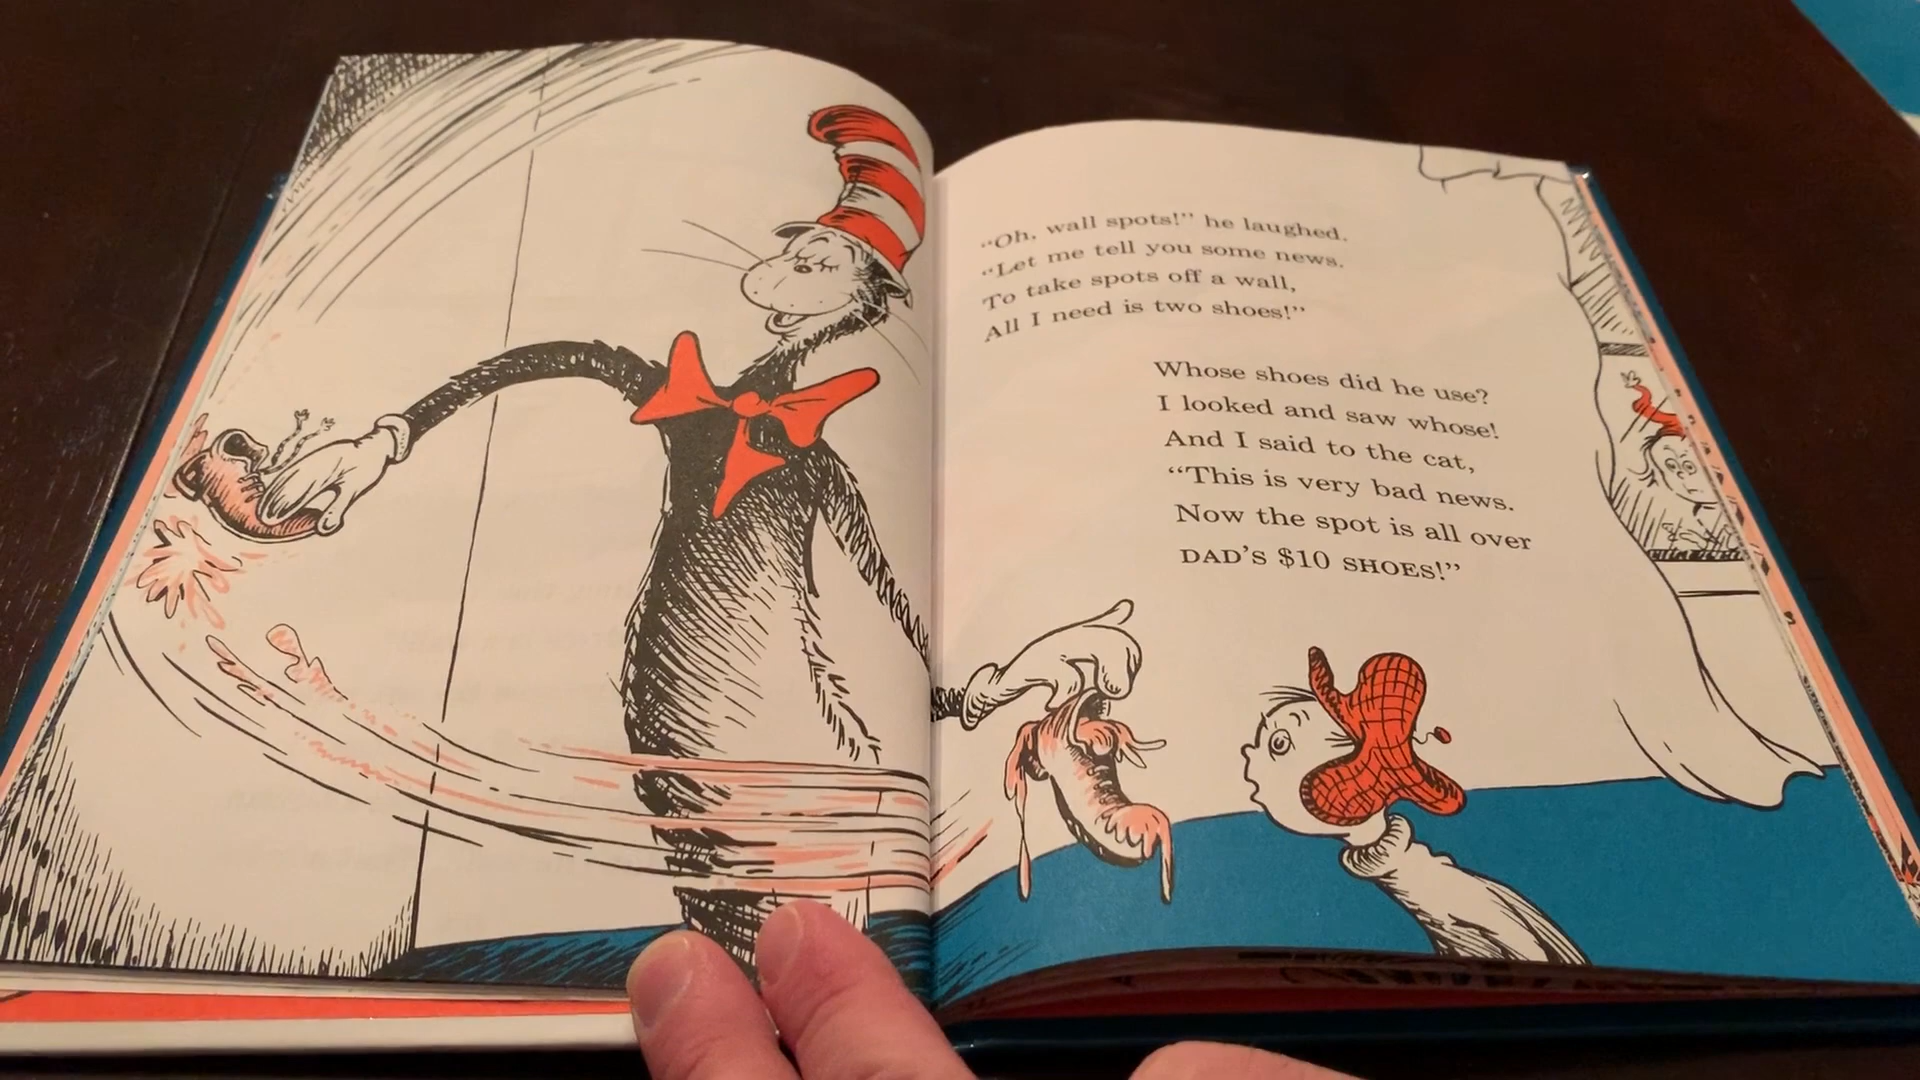 “Oh, wall spots!” he laughed.
“Let me tell you some news.
To take spots off a wall,
All I need is two shoes!”
Whose shoes did he use?
I looked and saw whose!
And I said to the cat,
“This is very bad news.
Now the spot is all over
DAD’S $10 SHOES!”